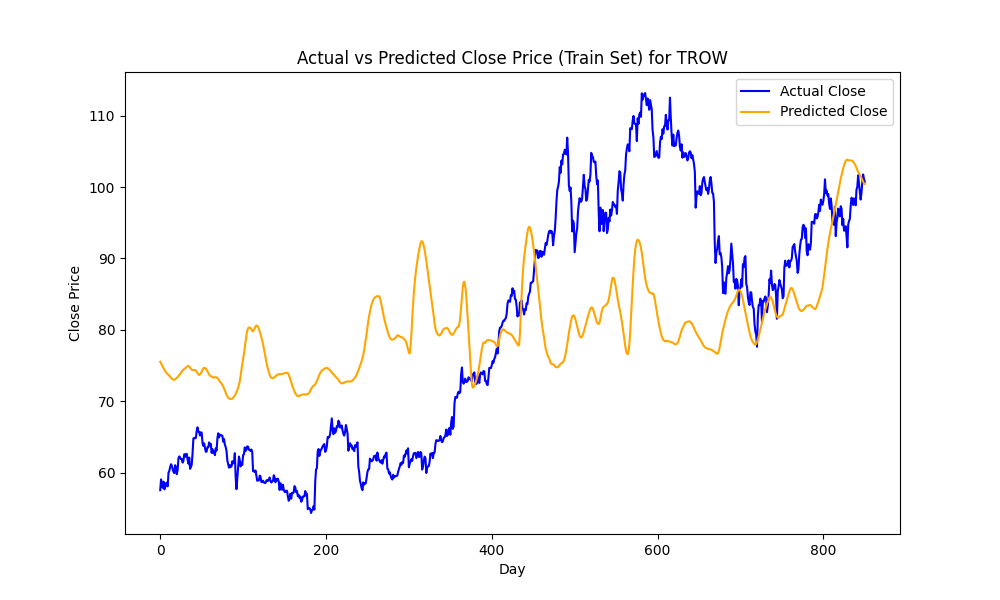 Actual vs Predicted Close Price (Train Set) for TROW
Actual Close
Predicted Close
Close Price
110
100
90
80
70
60
0 200 400 600 800
Day